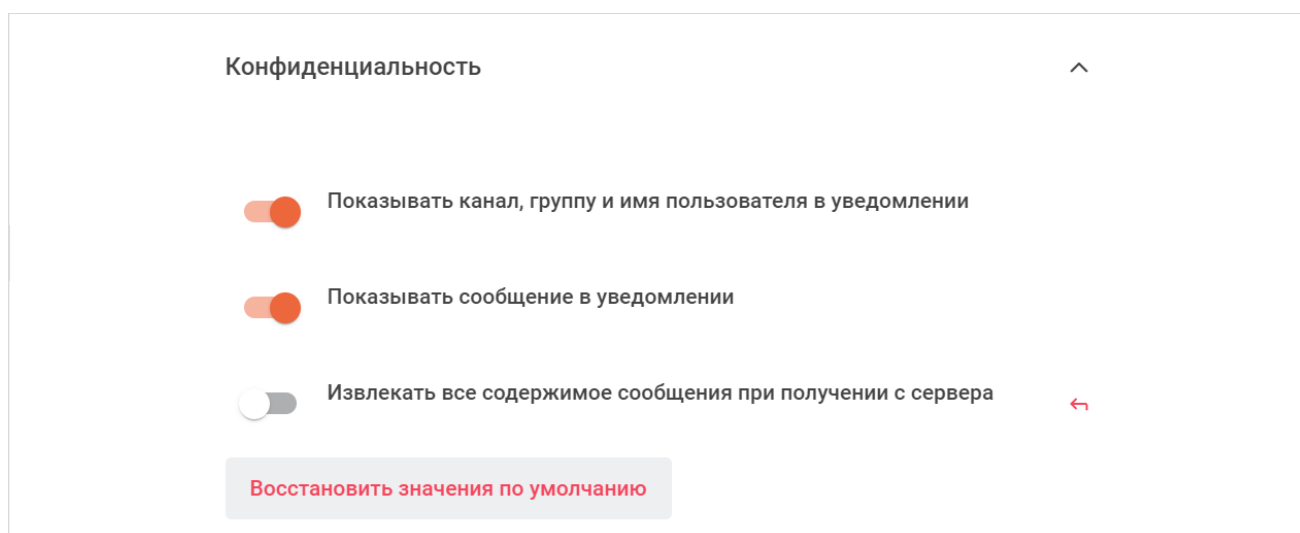 Конфиденциальность
Показывать канал, группу и имя пользователя в уведомлении
Показывать сообщение в уведомлении
Извлекать все содержимое сообщения при получении с сервера
Восстановить значения по умолчанию